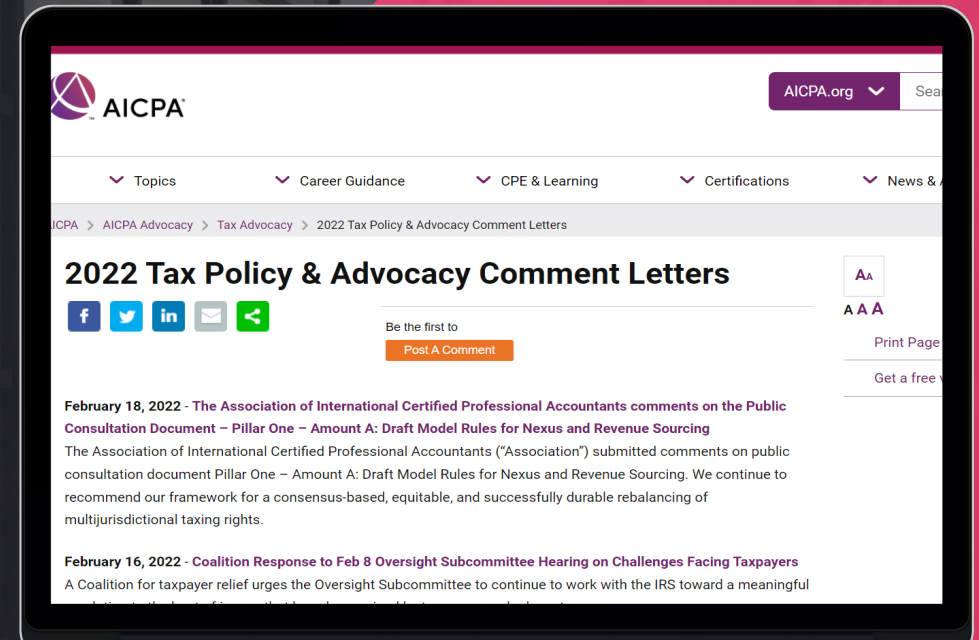 AICPA
AICPA.org
Sea
Topics
Career Guidance
CPE & Learning
Certifications
News &
ICPA > AICPA Advocacy > Tax Advocacy > 2022 Tax Policy & Advocacy Comment Letters
2022 Tax Policy & Advocacy Comment Letters
AA
A A A
Be the first to
Post A Comment
Print Page
Get a free
February 18, 2022 - The Association of International Certified Professional Accountants comments on the Public
Consultation Document – Pillar One – Amount A: Draft Model Rules for Nexus and Revenue Sourcing
The Association of International Certified Professional Accountants (“Association”) submitted comments on public
consultation document Pillar One – Amount A: Draft Model Rules for Nexus and Revenue Sourcing. We continue to
recommend our framework for a consensus-based, equitable, and successfully durable rebalancing of
multijurisdictional taxing rights.
February 16, 2022 - Coalition Response to Feb 8 Oversight Subcommittee Hearing on Challenges Facing Taxpayers
A Coalition for taxpayer relief urges the Oversight Subcommittee to continue to work with the IRS toward a meaningful